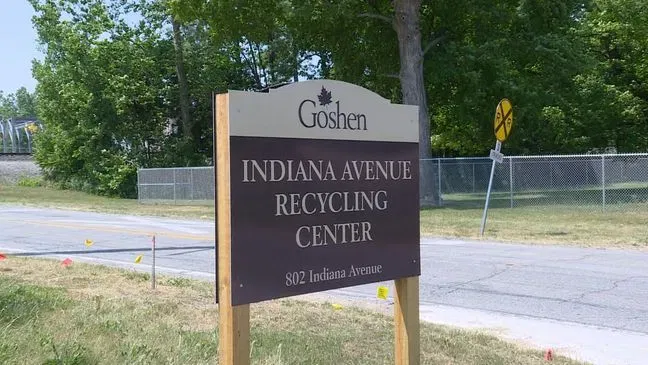 Goshen
INDIANA AVENUE
RECYCLING
CENTER
802 Indiana Avenue